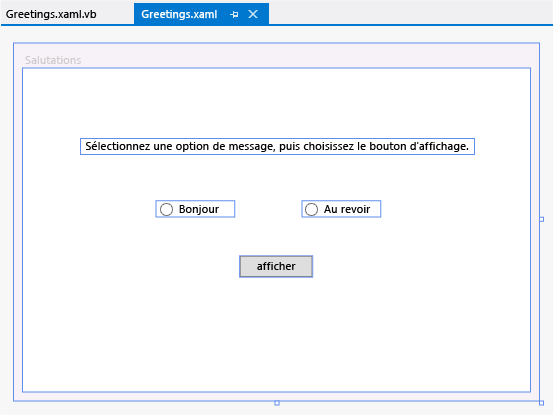 Greetings.xaml.vb
Greetings.xaml
Salutations
Sélectionnez une option de message, puis choisissez le bouton d'affichage.
Bonjour
Au revoir
afficher